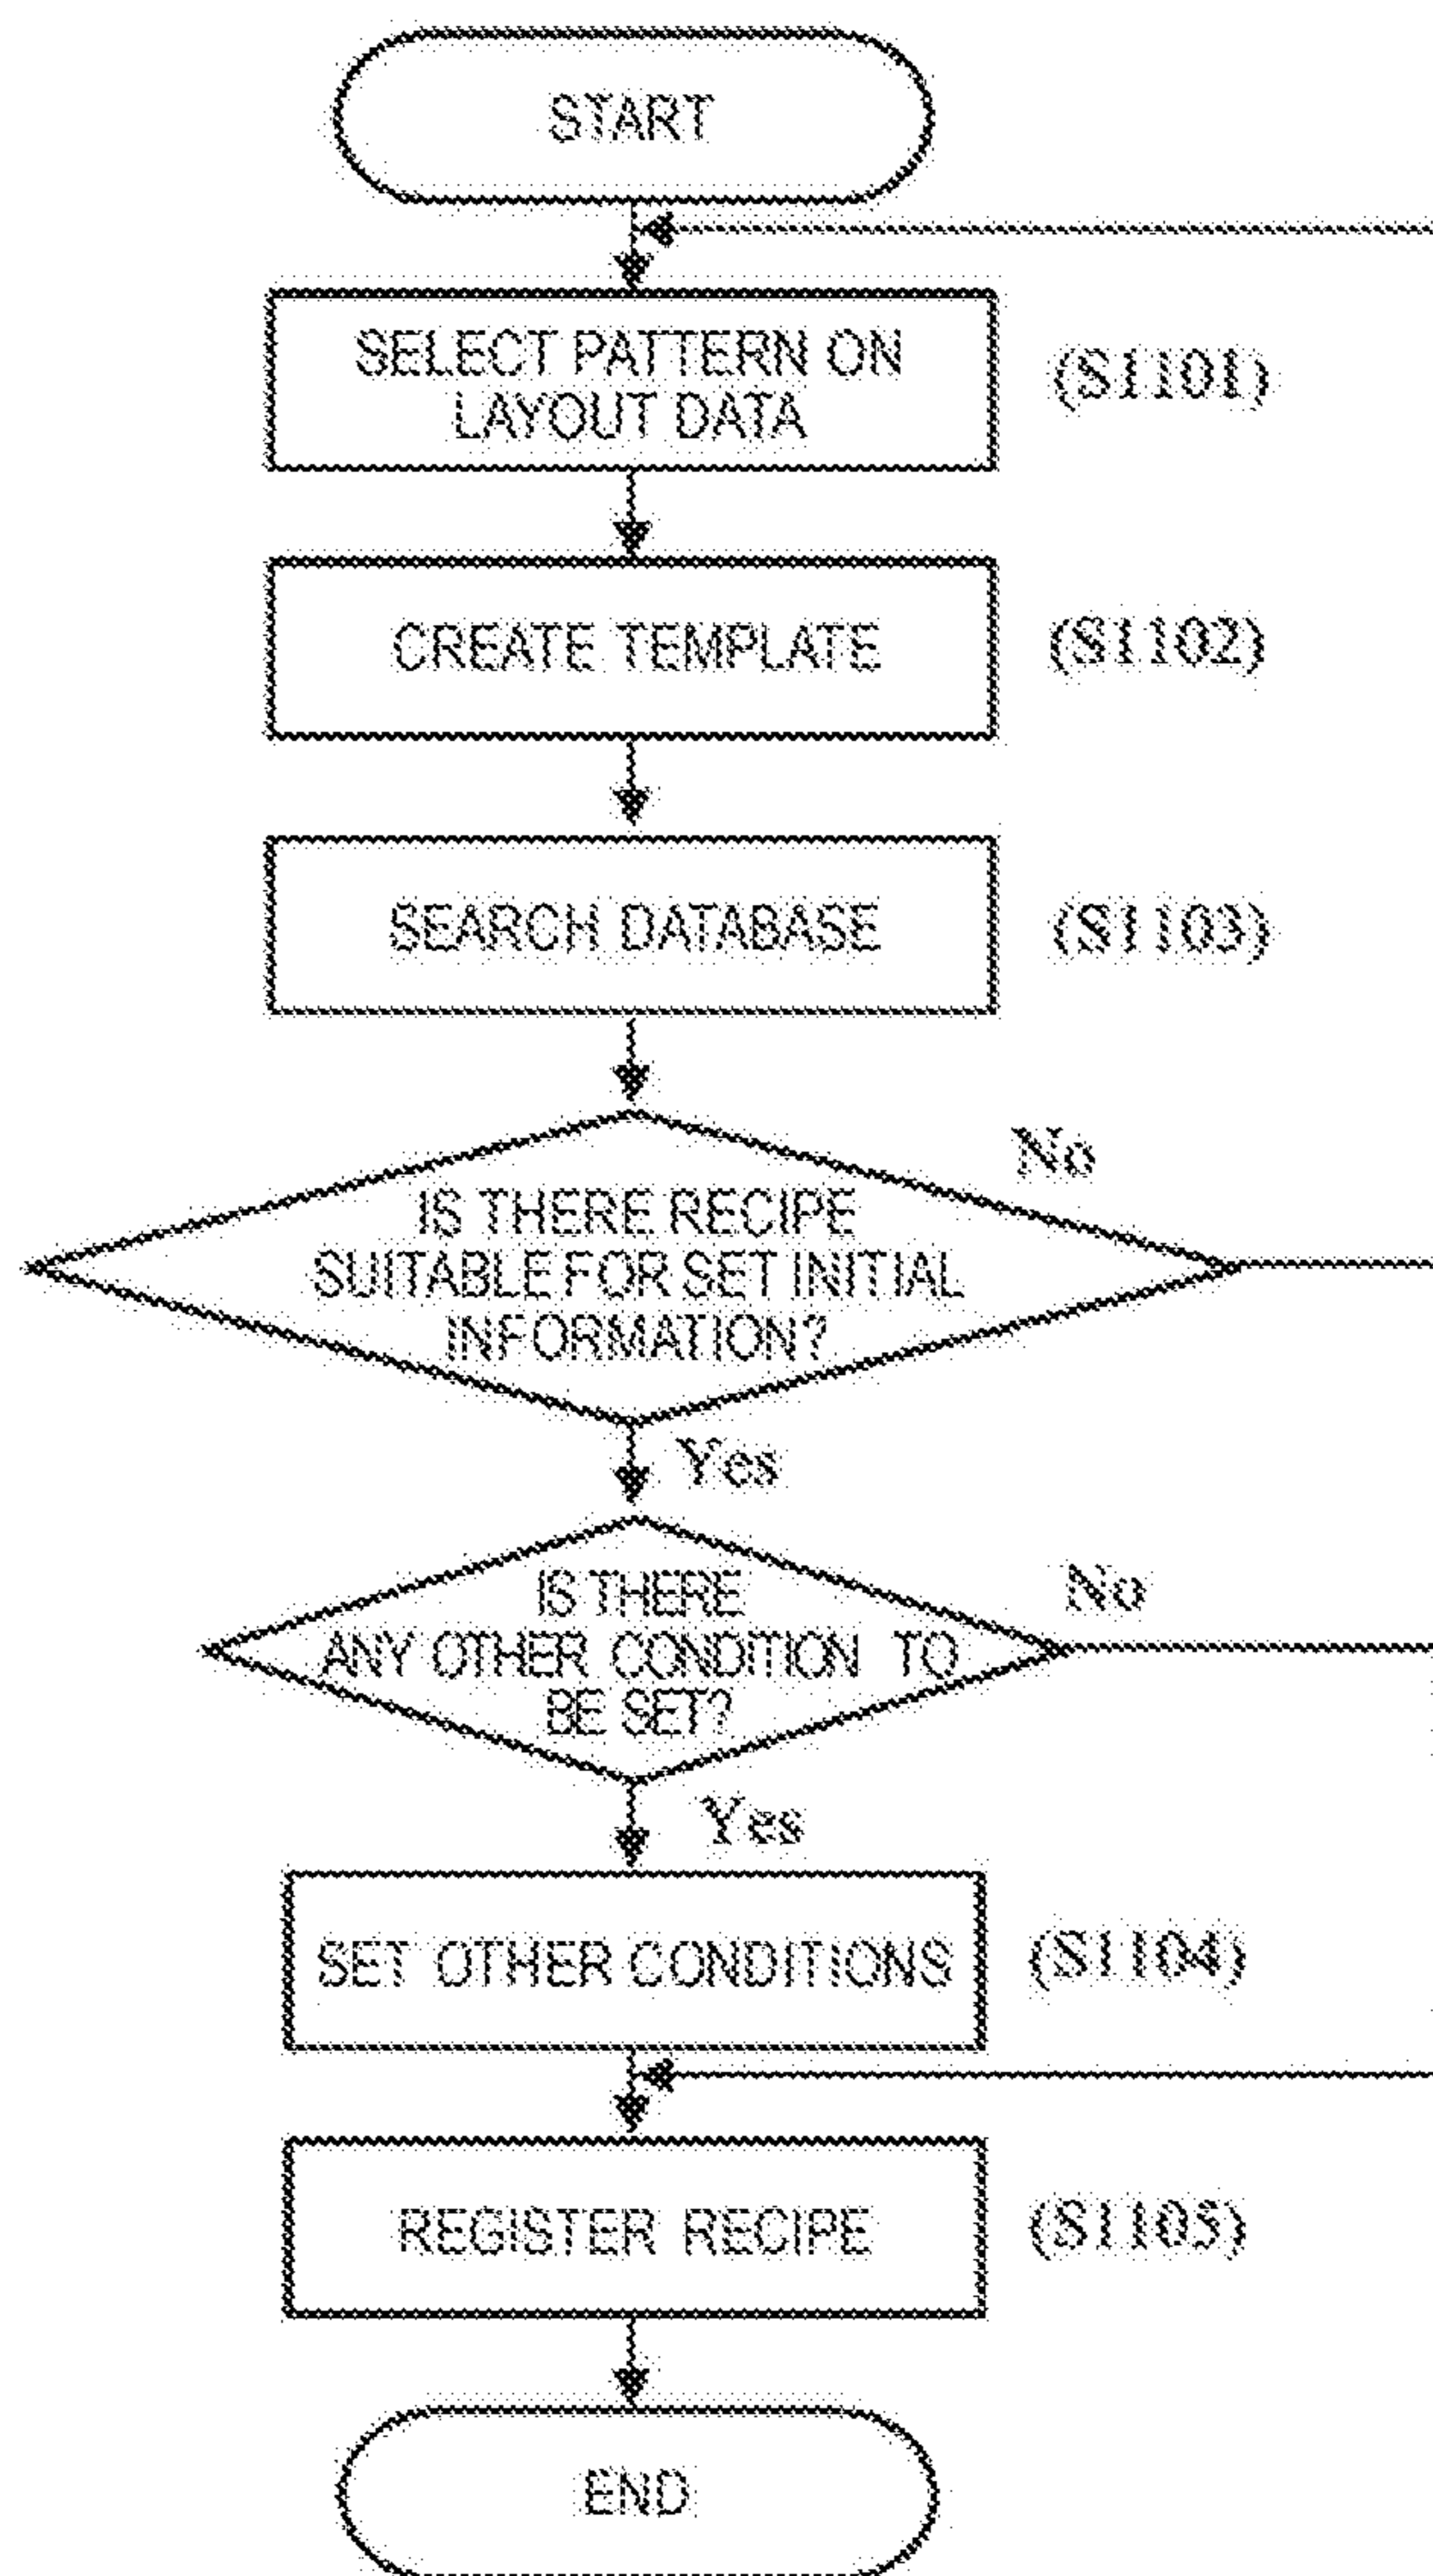 START
SELECT PATTERN ON
LAYOUT DATA
(S1101)
CREATE TEMPLATE
(S1102)
SEARCH DATABASE
(S1103)
No
IS THERE RECIPE
SUITABLE FOR SET INITIAL
INFORMATION?
Yes
IS THERE
ANY OTHER CONDITION TO
BE SET?
No
Yes
SET OTHER CONDITIONS
(S1104)
REGISTER RECIPE
(S1105)
END